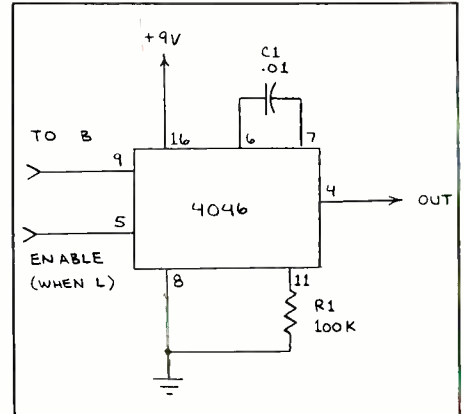 +9V
C1
.01
TO B
16
6
7
9
4046
4
OUT
5
ENABLE
(WHEN L)
8
11
R1
100K